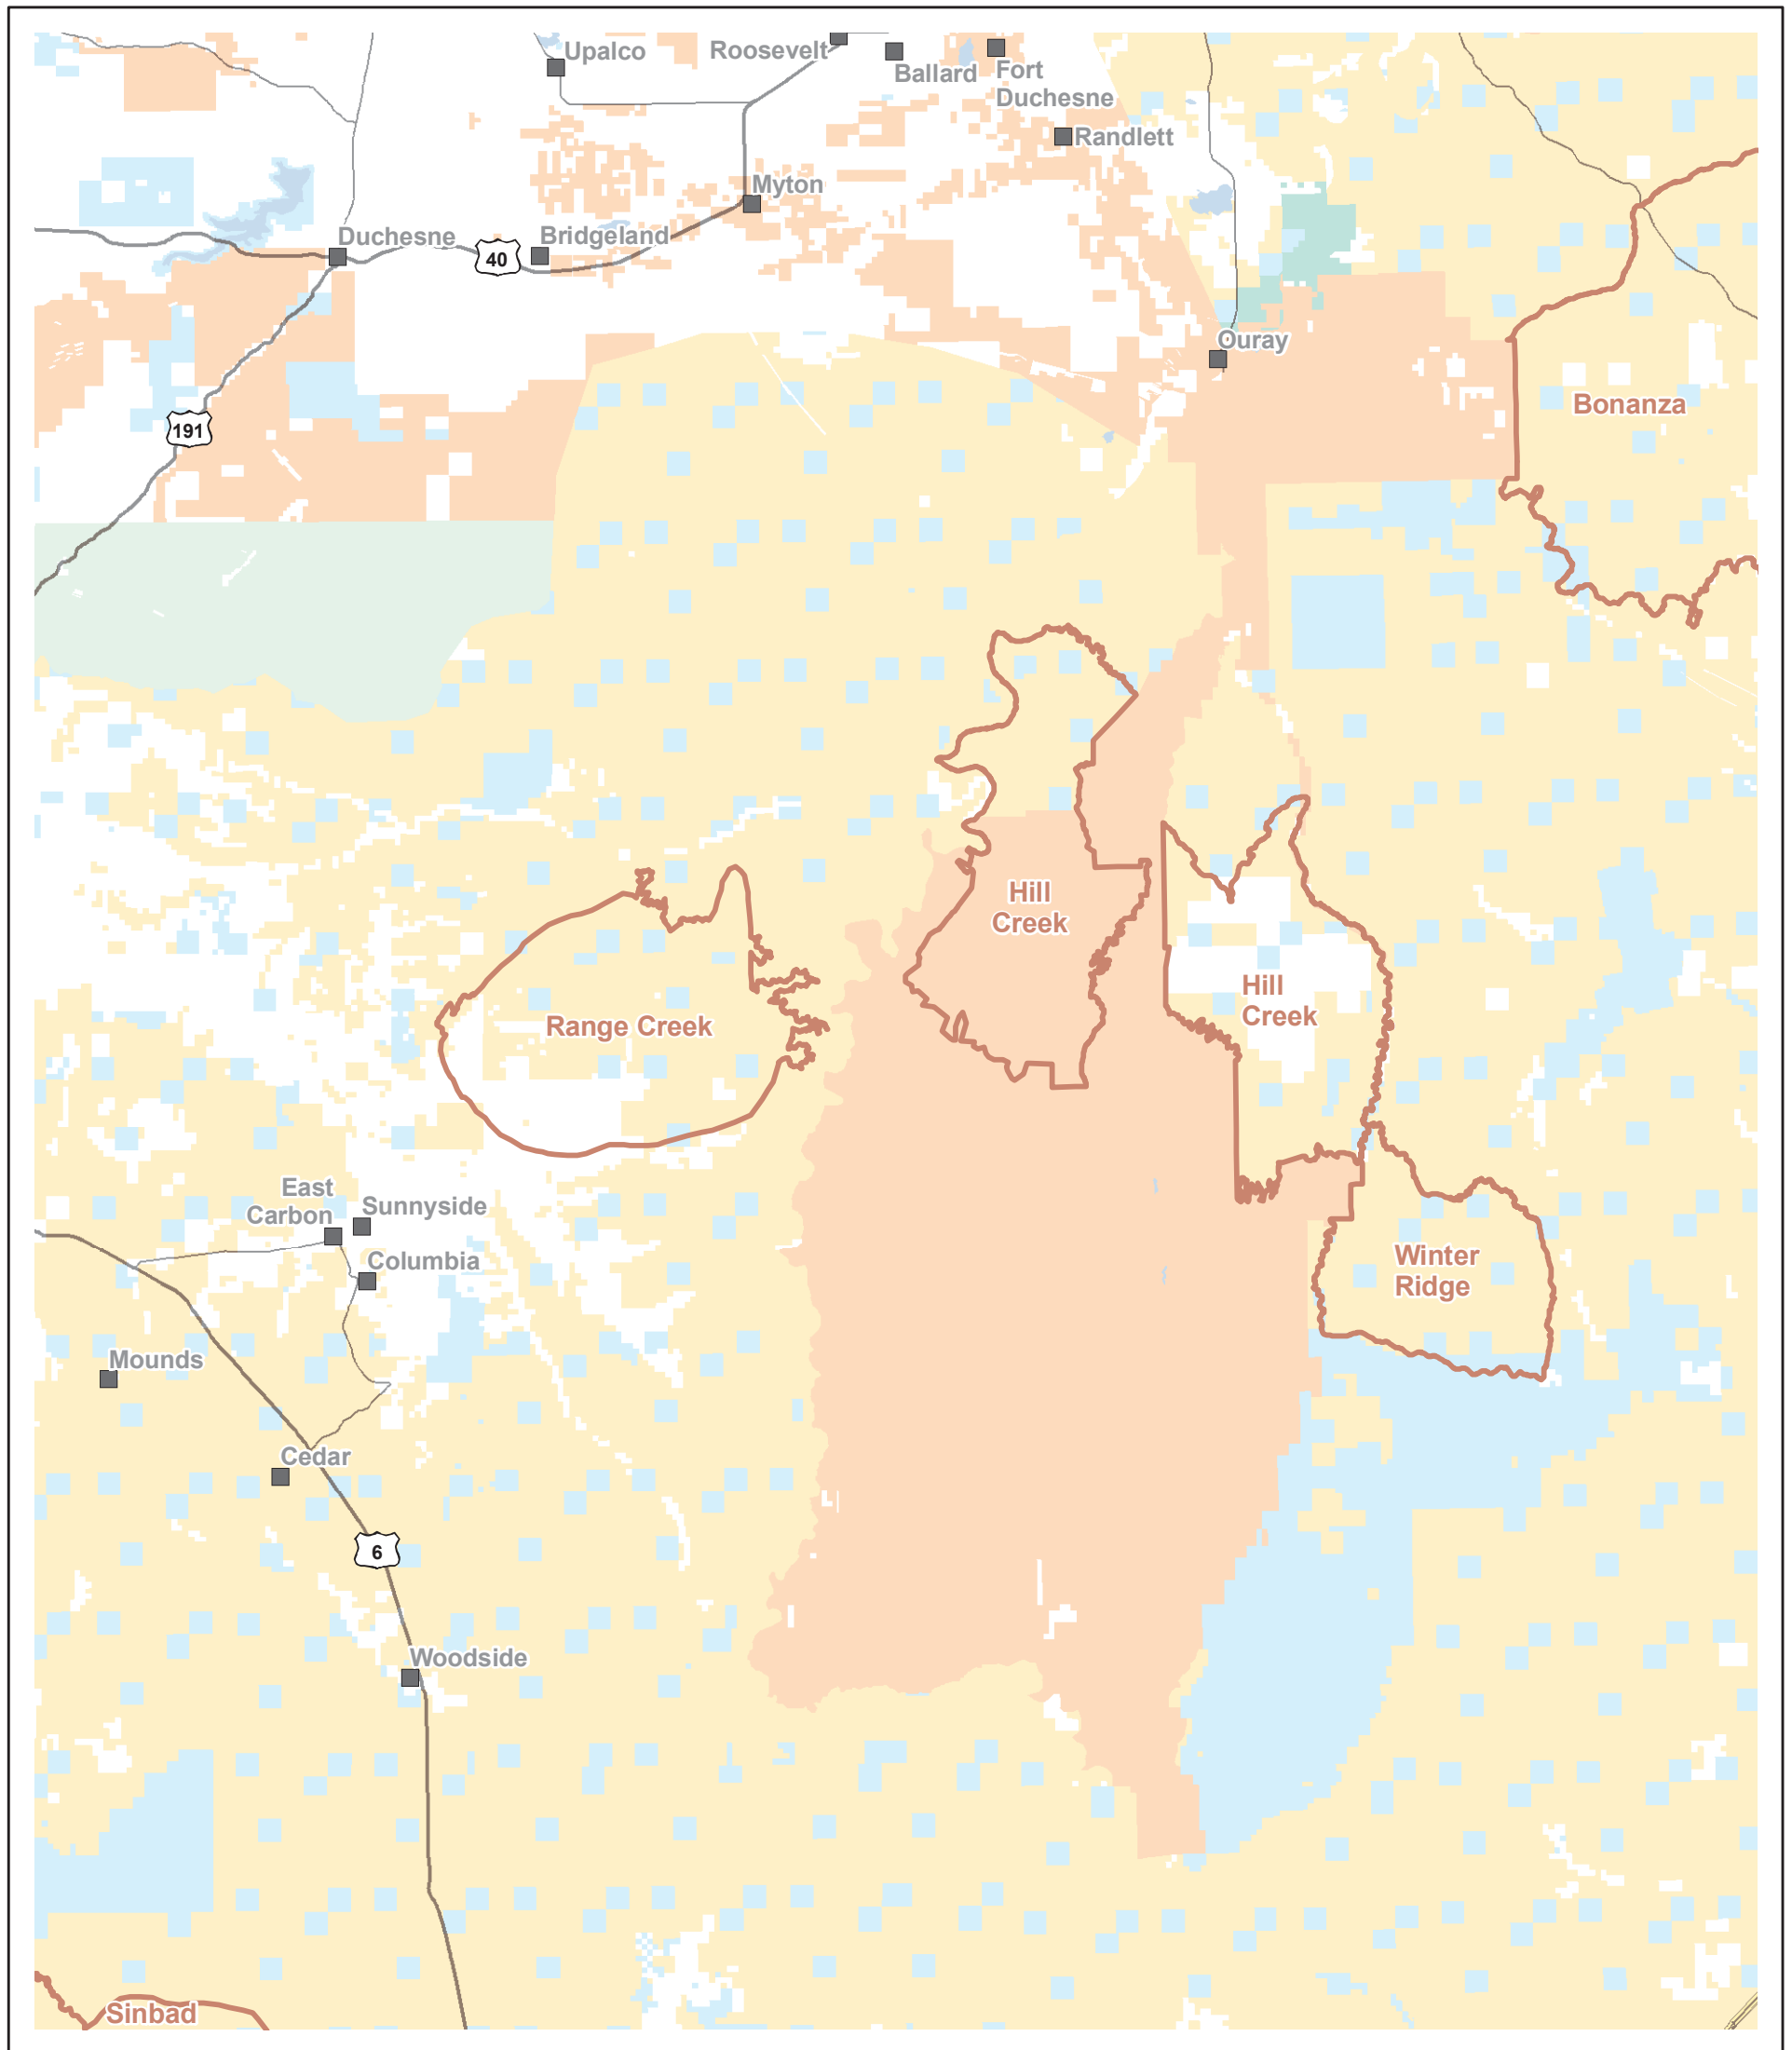 Upalco
Roosevelt
Ballard
Fort
Duchesne
Randlett
Myton
Duchesne
Bridgeland
40
Ouray
Bonanza
191
Hill
Creek
Hill
Creek
Range Creek
East
Carbon
Sunnyside
Columbia
Winter
Ridge
Mounds
Cedar
6
Woodside
Sinbad